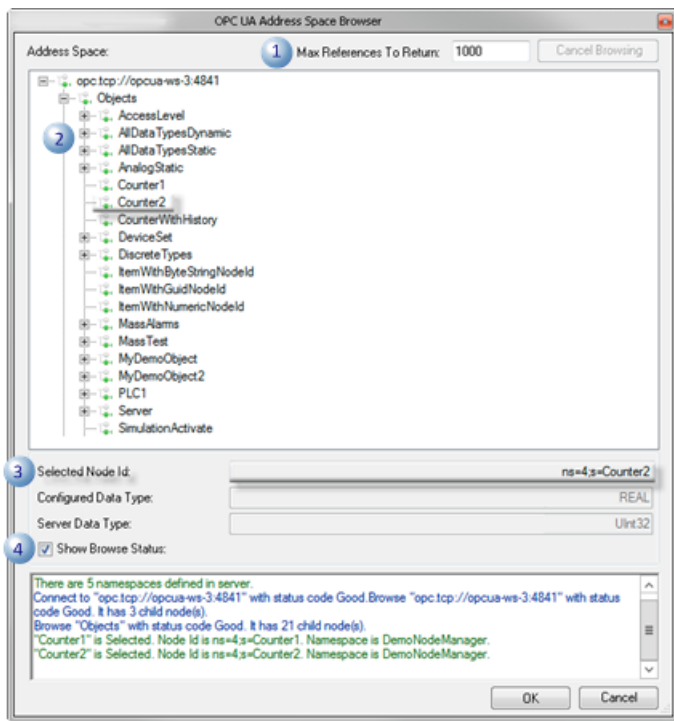 OPC UA Address Space Browser
Address Space:
1 Max References To Return: 1000 Cancel Browsing
opc.tcp://opcua-ws-3:4841
Objects
AccessLevel
2
AllDataTypesDynamic
AllDataTypesStatic
AnalogStatic
Counter1
Counter2
CounterWithHistory
DeviceSet
DiscreteTypes
ItemWithByteStringNodeId
ItemWithGuidNodeId
ItemWithNumericNodeId
MassAlarms
MassTest
MyDemoObject
MyDemoObject2
PLC1
Server
SimulationActivate
3 Selected Node Id: ns=4;s=Counter2
Configured Data Type: REAL
Server Data Type: UInt32
4 Show Browse Status:
There are 5 namespaces defined in server.
Connect to "opc.tcp://opcua-ws-3:4841" with status code Good.Browse "opc.tcp://opcua-ws-3:4841" with status
code Good. It has 3 child node(s).
Browse "Objects" with status code Good. It has 21 child node(s).
"Counter1" is Selected. Node Id is ns=4;s=Counter1. Namespace is DemoNodeManager.
"Counter2" is Selected. Node Id is ns=4;s=Counter2. Namespace is DemoNodeManager.
OK Cancel